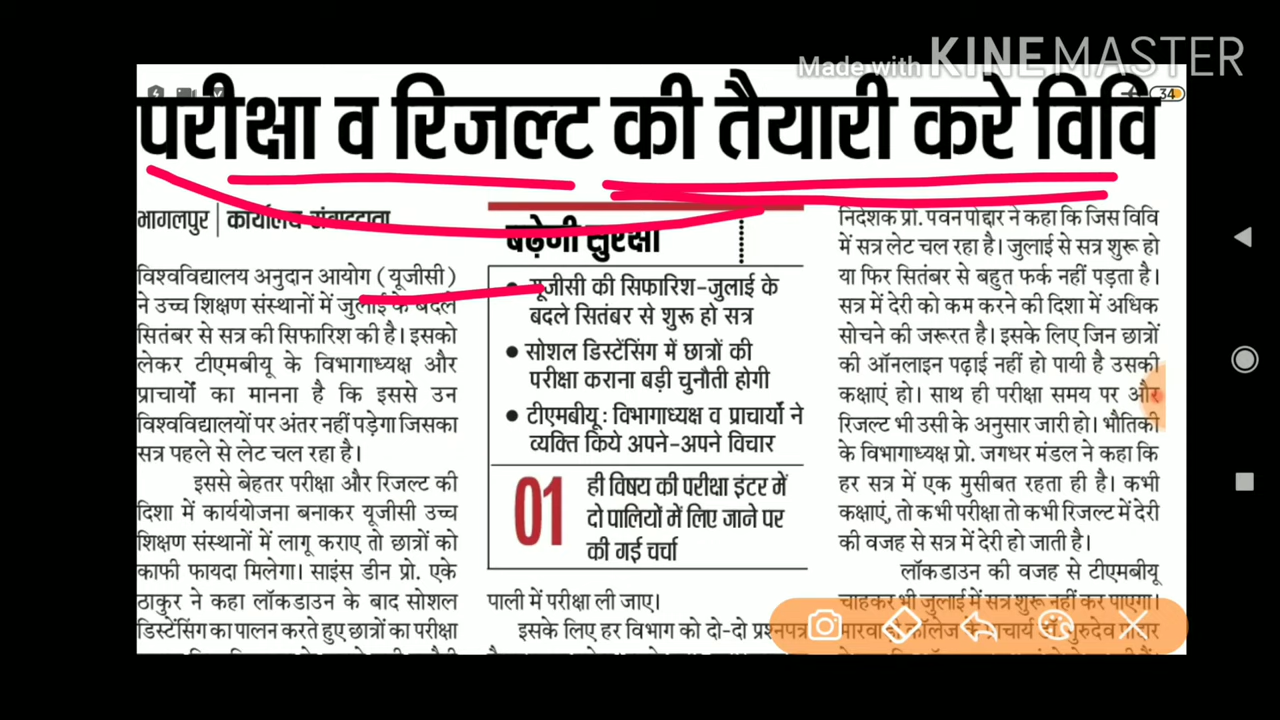 Made with KINEMASTER
34
परीक्षा व रिजल्ट की तैयारी करे विवि
भागलपुर | कार्यालय संवाददाता
विश्वविद्यालय अनुदान आयोग (यूजीसी)
ने उच्च शिक्षण संस्थानों में जुलाई के बदले
सितंबर से सत्र की सिफारिश की है। इसको
लेकर टीएमबीयू के विभागाध्यक्ष और
प्राचार्यों का मानना है कि इससे उन
विश्वविद्यालयों पर अंतर नहीं पड़ेगा जिसका
सत्र पहले से लेट चल रहा है।
इससे बेहतर परीक्षा और रिजल्ट की
दिशा में कार्ययोजना बनाकर यूजीसी उच्च
शिक्षण संस्थानों में लागू कराए तो छात्रों को
काफी फायदा मिलेगा। साइंस डीन प्रो. एके
ठाकुर ने कहा लॉकडाउन के बाद सोशल
डिस्टेंसिंग का पालन करते हुए छात्रों का परीक्षा
बढ़ेगी सुरक्षा
● यूजीसी की सिफारिश-जुलाई के
बदले सितंबर से शुरू हो सत्र
● सोशल डिस्टेंसिंग में छात्रों की
परीक्षा कराना बड़ी चुनौती होगी
● टीएमबीयू: विभागाध्यक्ष व प्राचार्यों ने
व्यक्ति किये अपने-अपने विचार
01 ही विषय की परीक्षा इंटर में
दो पालियों में लिए जाने पर
की गई चर्चा
पाली में परीक्षा ली जाए।
इसके लिए हर विभाग को दो-दो प्रश्नपत्र
निदेशक प्रो. पवन पोद्दार ने कहा कि जिस विवि
में सत्र लेट चल रहा है। जुलाई से सत्र शुरू हो
या फिर सितंबर से बहुत फर्क नहीं पड़ता है।
सत्र में देरी को कम करने की दिशा में अधिक
सोचने की जरूरत है। इसके लिए जिन छात्रों
की ऑनलाइन पढ़ाई नहीं हो पायी है उसकी
कक्षाएं हो। साथ ही परीक्षा समय पर और
रिजल्ट भी उसी के अनुसार जारी हो। भौतिकी
के विभागाध्यक्ष प्रो. जगधर मंडल ने कहा कि
हर सत्र में एक मुसीबत रहता ही है। कभी
कक्षाएं, तो कभी परीक्षा तो कभी रिजल्ट में देरी
की वजह से सत्र में देरी हो जाती है।
लॉकडाउन की वजह से टीएमबीयू
चाहकर भी जुलाई में सत्र शुरू नहीं कर पाएगा।
कॉलेज के प्राचार्य डॉ. गुरुदेव पोद्दार